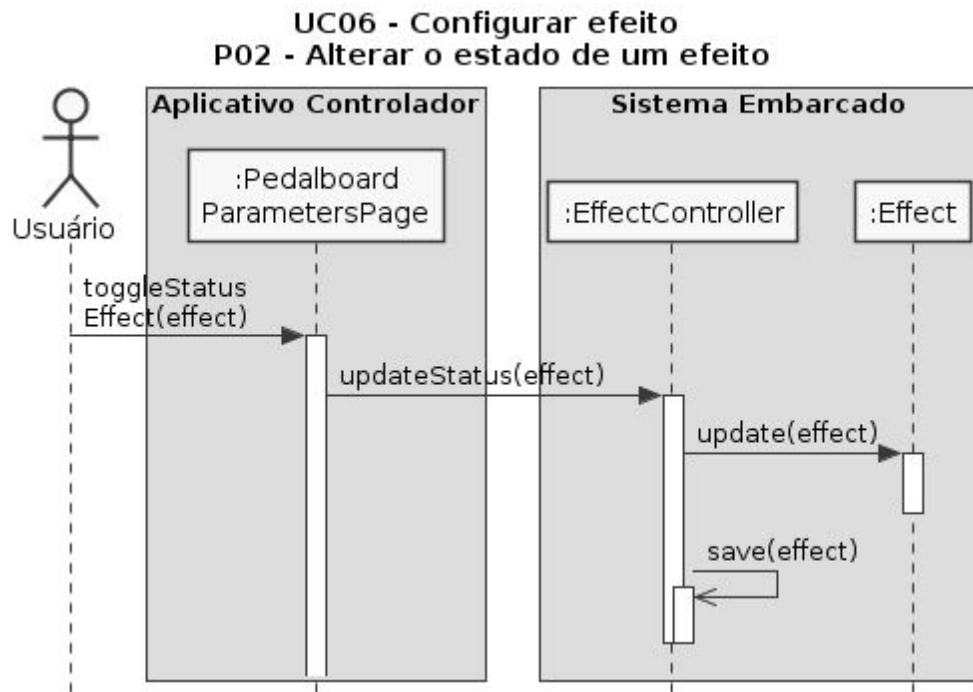 UC06 - Configurar efeito
P02 - Alterar o estado de um efeito
Aplicativo Controlador
Sistema Embarcado
:Pedalboard
ParametersPage
:EffectController
:Effect
Usuário
toggleStatus
Effect(effect)
updateStatus(effect)
update(effect)
save(effect)